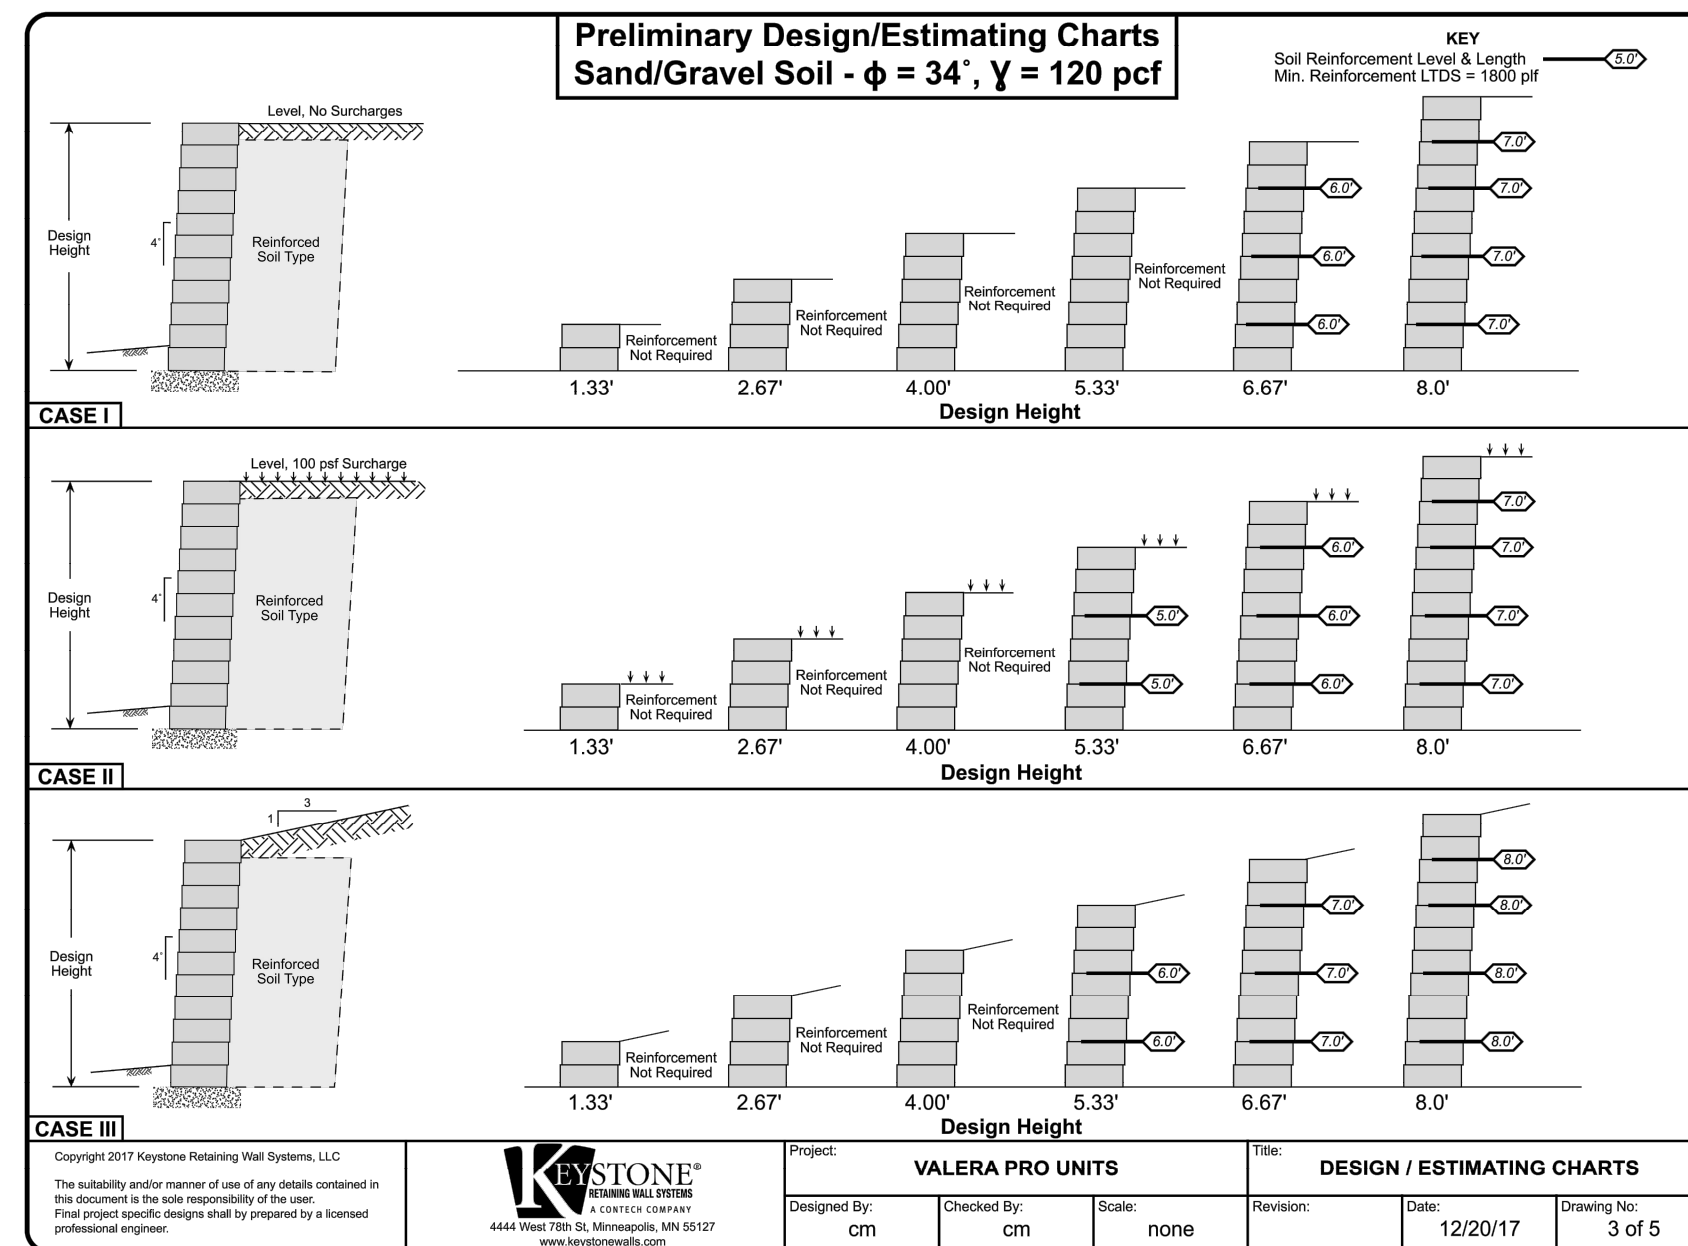 Preliminary Design/Estimating Charts
Sand/Gravel Soil - ϕ = 34°, Ɣ = 120 pcf
KEY
Soil Reinforcement Level & Length
5.0'
Min. Reinforcement LTDS = 1800 plf
Level, No Surcharges
Design
Height
4°
Reinforced
Soil Type
Reinforcement
Not Required
Reinforcement
Not Required
Reinforcement
Not Required
Reinforcement
Not Required
6.0'
6.0'
6.0'
7.0'
7.0'
7.0'
7.0'
1.33' 2.67' 4.00' 5.33' 6.67' 8.0'
Design Height
CASE I
Level, 100 psf Surcharge
Design
Height
4°
Reinforced
Soil Type
Reinforcement
Not Required
Reinforcement
Not Required
Reinforcement
Not Required
5.0'
5.0'
6.0'
6.0'
6.0'
7.0'
7.0'
7.0'
7.0'
1.33' 2.67' 4.00' 5.33' 6.67' 8.0'
Design Height
CASE II
3
1
Design
Height
4°
Reinforced
Soil Type
Reinforcement
Not Required
Reinforcement
Not Required
Reinforcement
Not Required
6.0'
6.0'
7.0'
7.0'
7.0'
8.0'
8.0'
8.0'
8.0'
1.33' 2.67' 4.00' 5.33' 6.67' 8.0'
Design Height
CASE III
Copyright 2017 Keystone Retaining Wall Systems, LLC
The suitability and/or manner of use of any details contained in
this document is the sole responsibility of the user.
Final project specific designs shall by prepared by a licensed
professional engineer.
KEYSTONE®
RETAINING WALL SYSTEMS
A CONTECH COMPANY
4444 West 78th St, Minneapolis, MN 55127
www.keystonewalls.com
Project:
VALERA PRO UNITS
Title:
DESIGN / ESTIMATING CHARTS
Designed By:
cm
Checked By:
cm
Scale:
none
Revision:
Date:
12/20/17
Drawing No:
3 of 5